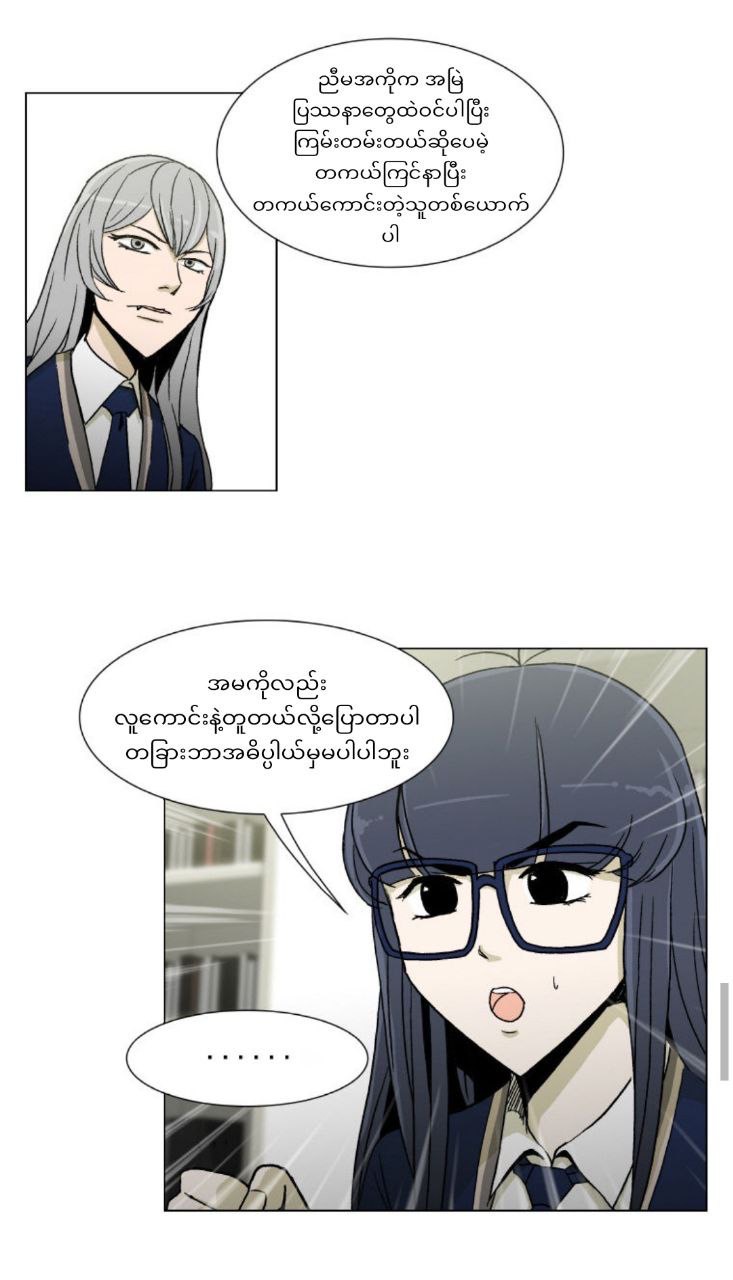 ညီမအကိုက အမြဲ
ပြဿနာတွေထဲဝင်ပါပြီး
ကြမ်းတမ်းတယ်ဆိုပေမဲ့
တကယ်ကြင်နာပြီး
တကယ်ကောင်းတဲ့သူတစ်ယောက်
ပါ
အမကိုလည်း
လူကောင်းနဲ့တူတယ်လို့ပြောတာပါ
တခြားဘာအဓိပ္ပါယ်မှမပါပါဘူး
······